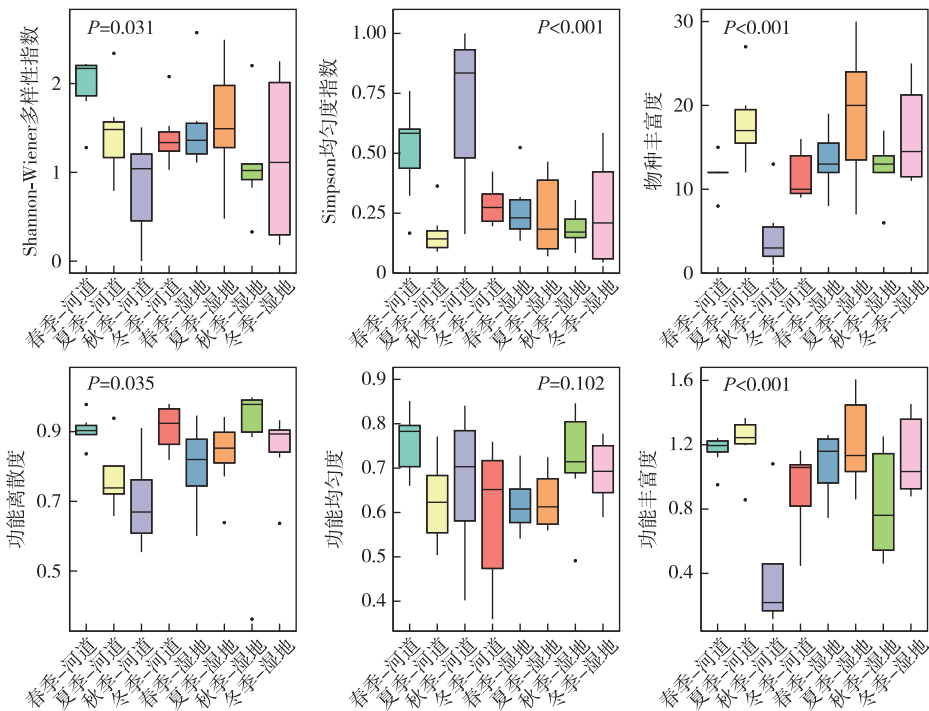 P=0.031
Shannon-Wiener多样性指数
2
1
0
春季-河道
夏季-河道
秋季-河道
冬季-河道
春季-湿地
夏季-湿地
秋季-湿地
冬季-湿地
P<0.001
Simpson均匀度指数
1.00
0.75
0.50
0.25
0
春季-河道
夏季-河道
秋季-河道
冬季-河道
春季-湿地
夏季-湿地
秋季-湿地
冬季-湿地
P<0.001
物种丰富度
30
20
10
0
春季-河道
夏季-河道
秋季-河道
冬季-河道
春季-湿地
夏季-湿地
秋季-湿地
冬季-湿地
P=0.035
功能离散度
0.9
0.7
0.5
春季-河道
夏季-河道
秋季-河道
冬季-河道
春季-湿地
夏季-湿地
秋季-湿地
冬季-湿地
P=0.102
功能均匀度
0.9
0.8
0.7
0.6
0.5
0.4
春季-河道
夏季-河道
秋季-河道
冬季-河道
春季-湿地
夏季-湿地
秋季-湿地
冬季-湿地
P<0.001
功能丰富度
1.6
1.2
0.8
0.4
春季-河道
夏季-河道
秋季-河道
冬季-河道
春季-湿地
夏季-湿地
秋季-湿地
冬季-湿地